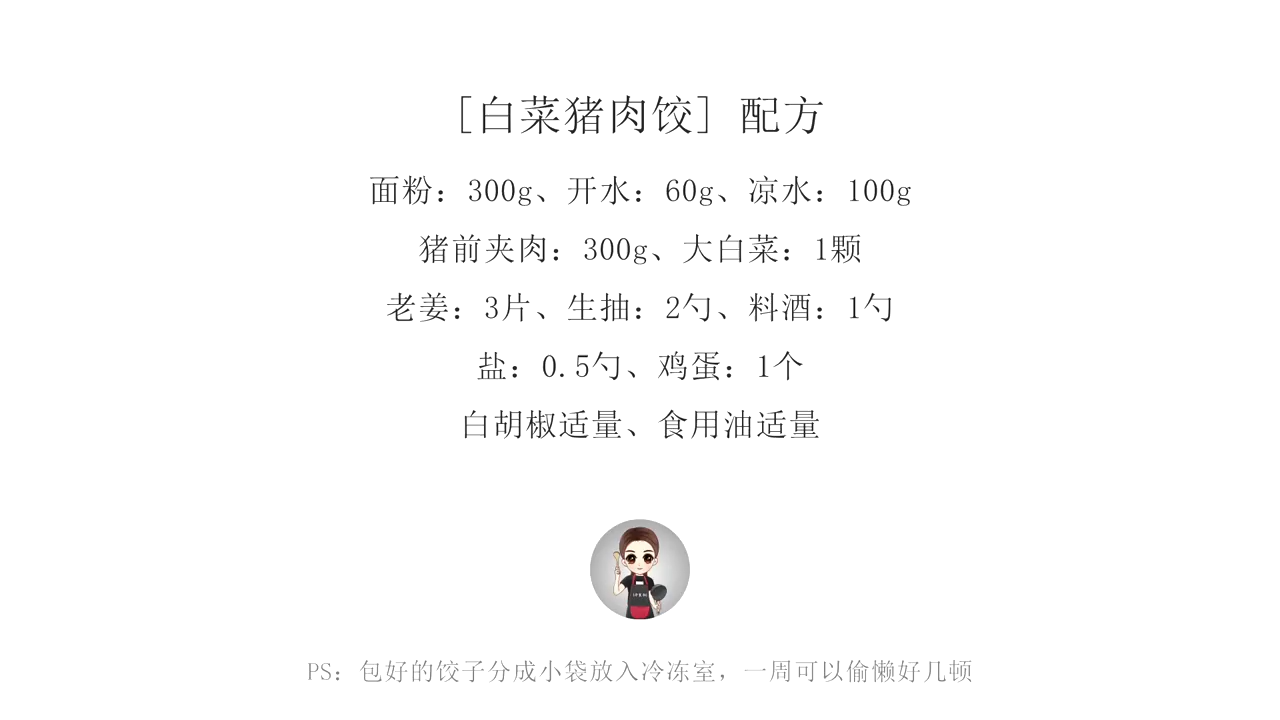 [白菜猪肉饺] 配方
面粉：300g、开水：60g、凉水：100g
猪前夹肉：300g、大白菜：1颗
老姜：3片、生抽：2勺、料酒：1勺
盐：0.5勺、鸡蛋：1个
白胡椒适量、食用油适量
PS：包好的饺子分成小袋放入冷冻室，一周可以偷懒好几顿